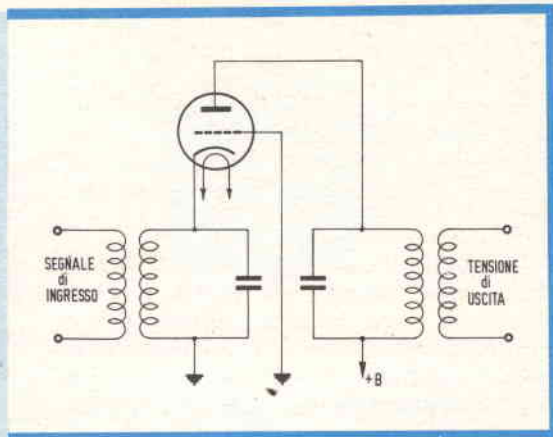 SEGNALE
di
INGRESSO
TENSIONE
di
USCITA
+B